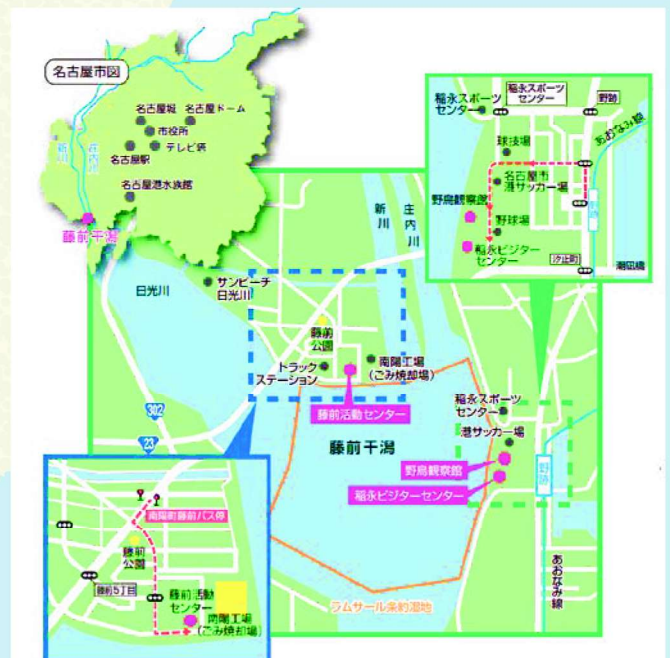 名古屋市図
名古屋城
名古屋ドーム
市役所
名古屋駅
テレビ塔
名古屋港水族館
新川
庄内川
藤前干潟
稲永スポーツ
センター
稲永スポーツ
センター
野跡
球技場
あおなみ線
名古屋市
港サッカー場
野鳥観察館
野跡
野球場
稲永ビジター
センター
汐止町
潮凪橋
新川
庄内川
日光川
サンビーチ
日光川
藤前
公園
トラック
ステーション
南陽工場
(ごみ焼却場)
藤前活動センター
302
23
藤前干潟
稲永スポーツ
センター
港サッカー場
野鳥観察館
稲永ビジターセンター
野跡
あおなみ線
ラムサール条約湿地
南陽町藤前バス停
藤前
公園
藤前5丁目
藤前活動
センター
南陽工場
(ごみ焼却場)